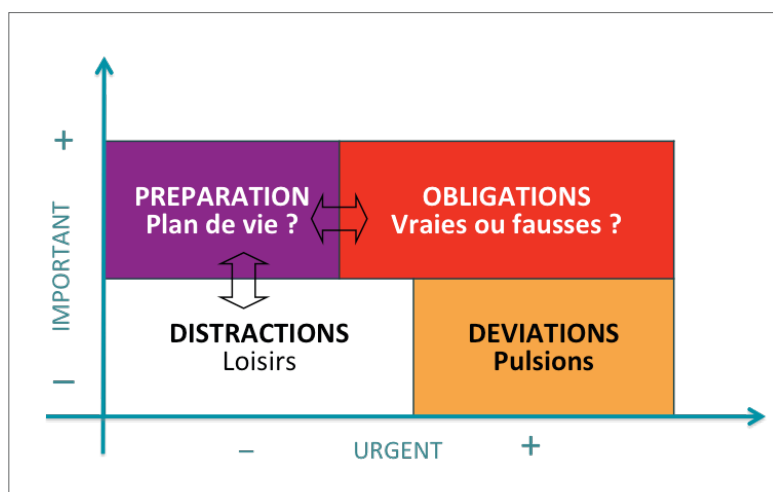 +
IMPORTANT
–
PREPARATION
Plan de vie ?
OBLIGATIONS
Vraies ou fausses ?
DISTRACTIONS
Loisirs
DEVIATIONS
Pulsions
– URGENT +